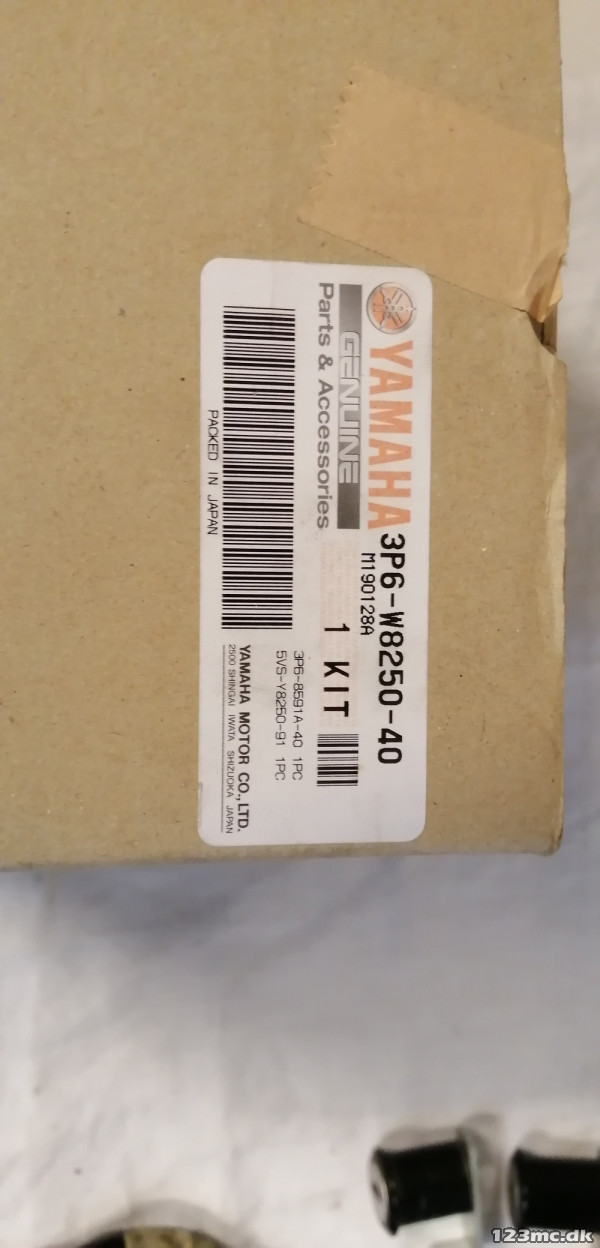 YAMAHA
GENUINE
Parts & Accessories
3P6-W8250-40
M190128A
1 KIT
3P6-8591A-40 1PC
5VS-Y8250-91 1PC
PACKED IN JAPAN
YAMAHA MOTOR CO., LTD.
2500 SHINGAI IWATA SHIZUOKA JAPAN
123mc.dk